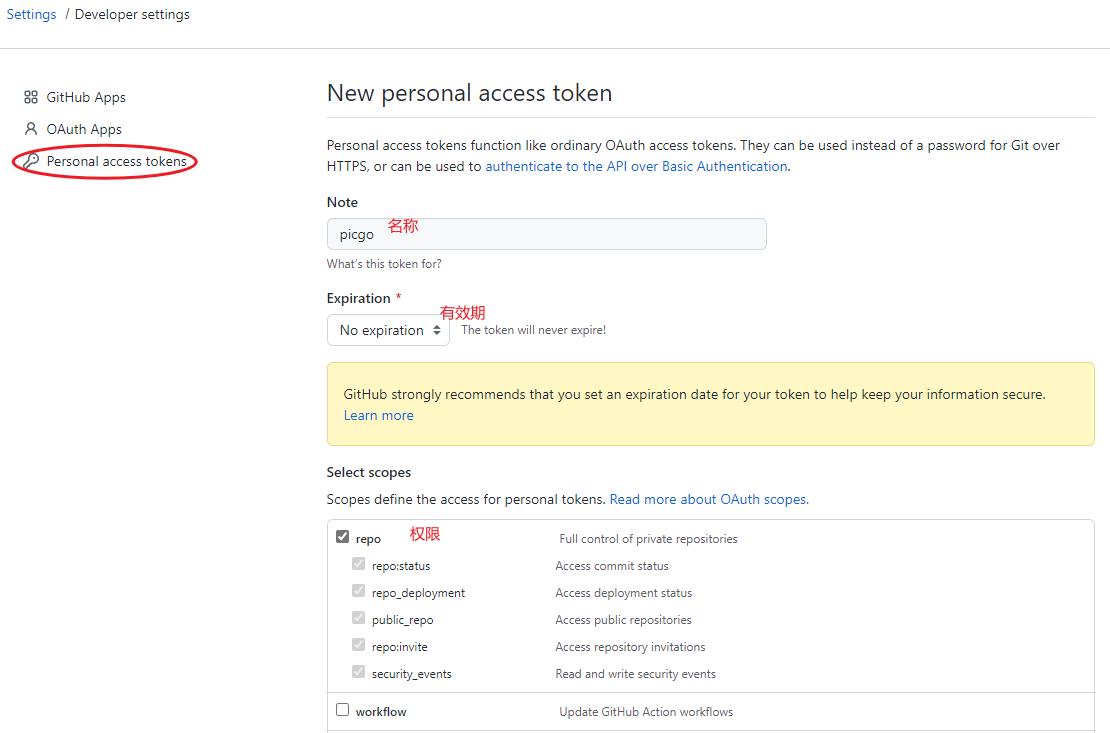 Settings / Developer settings
GitHub Apps
OAuth Apps
Personal access tokens
New personal access token
Personal access tokens function like ordinary OAuth access tokens. They can be used instead of a password for Git over
HTTPS, or can be used to authenticate to the API over Basic Authentication.
Note
picgo 名称
What's this token for?
Expiration *
有效期
No expiration The token will never expire!
GitHub strongly recommends that you set an expiration date for your token to help keep your information secure.
Learn more
Select scopes
Scopes define the access for personal tokens. Read more about OAuth scopes.
repo 权限 Full control of private repositories
repo:status Access commit status
repo_deployment Access deployment status
public_repo Access public repositories
repo:invite Access repository invitations
security_events Read and write security events
workflow Update GitHub Action workflows